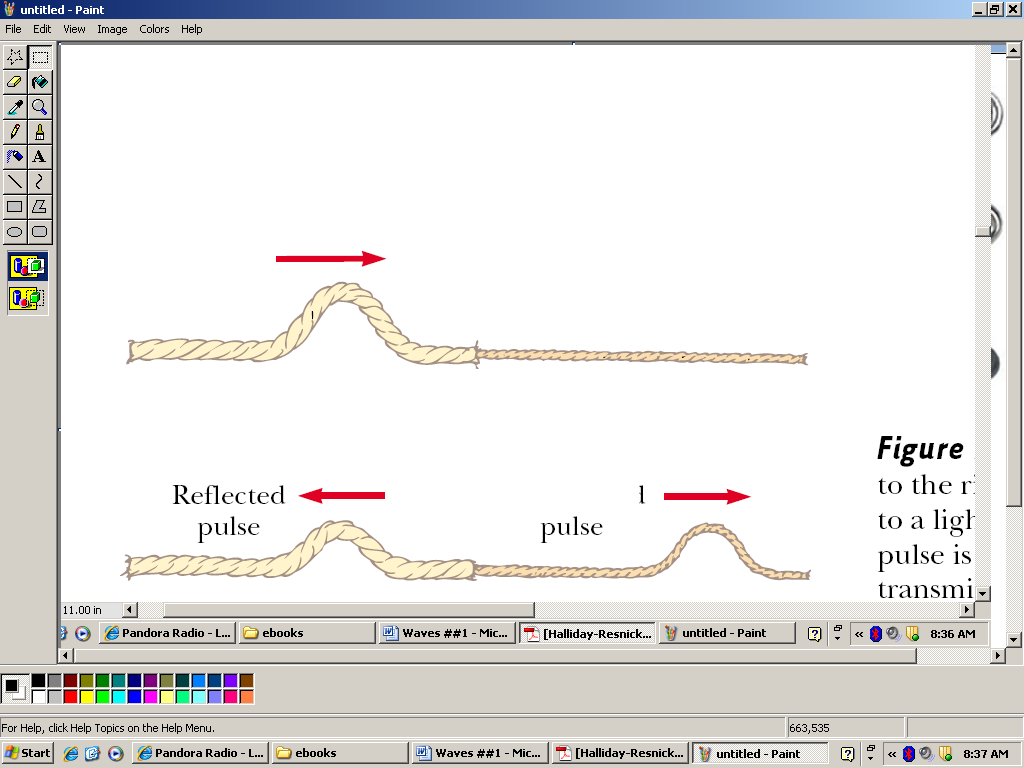 untitled - Paint
File Edit View Image Colors Help
Figure
Reflected
pulse
pulse
to the
to a
pulse is
11.00 in
Pandora Radio - L...
ebooks
Waves ##1 - Mic...
[Halliday-Resnick...
untitled - Paint
«
8:36 AM
For Help, click Help Topics on the Help Menu.
663,535
Start
Pandora Radio - L...
ebooks
Waves ##1 - Mic...
[Halliday-Resnick...
untitled - Paint
«
8:37 AM